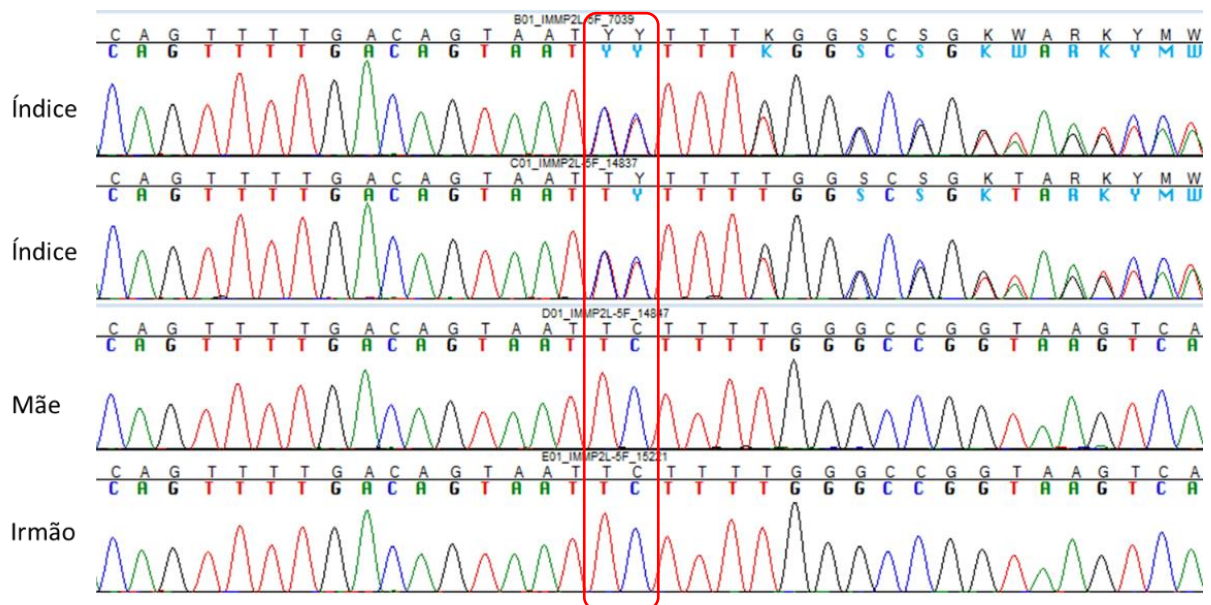 B01_IMMP2L-5F_7039
C A G T T T T G A C A G T A A T Y Y T T T K G G S C S G K W A R K Y M W
C A G T T T T G A C A G T A A T Y Y T T T K G G S C S G K W A R K Y M W
Índice
C01_IMMP2L-5F_14837
C A G T T T T G A C A G T A A T T Y T T T T G G S C S G K T A R K Y M W
C A G T T T T G A C A G T A A T T Y T T T T G G S C S G K T A R K Y M W
Índice
D01_IMMP2L-5F_14847
C A G T T T T G A C A G T A A T T C T T T T G G G C C G G T A A G T C A
C A G T T T T G A C A G T A A T T C T T T T G G G C C G G T A A G T C A
Mãe
E01_IMMP2L-5F_15221
C A G T T T T G A C A G T A A T T C T T T T G G G C C G G T A A G T C A
C A G T T T T G A C A G T A A T T C T T T T G G G C C G G T A A G T C A
Irmão